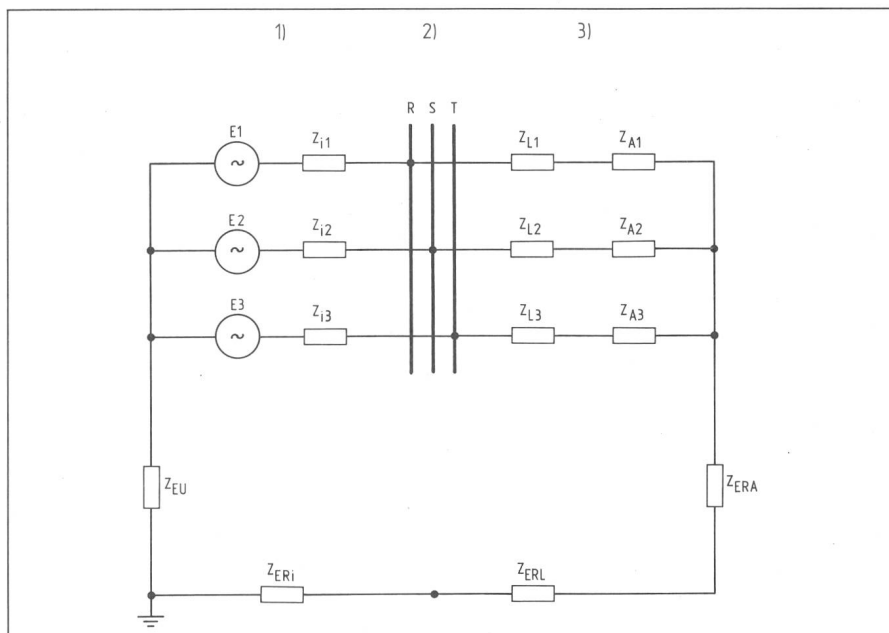 1) 2) 3)
R S T
E1 Z_i1 Z_L1 Z_A1
~
E2 Z_i2 Z_L2 Z_A2
~
E3 Z_i3 Z_L3 Z_A3
~
Z_EU Z_ERA
Z_ERi Z_ERL